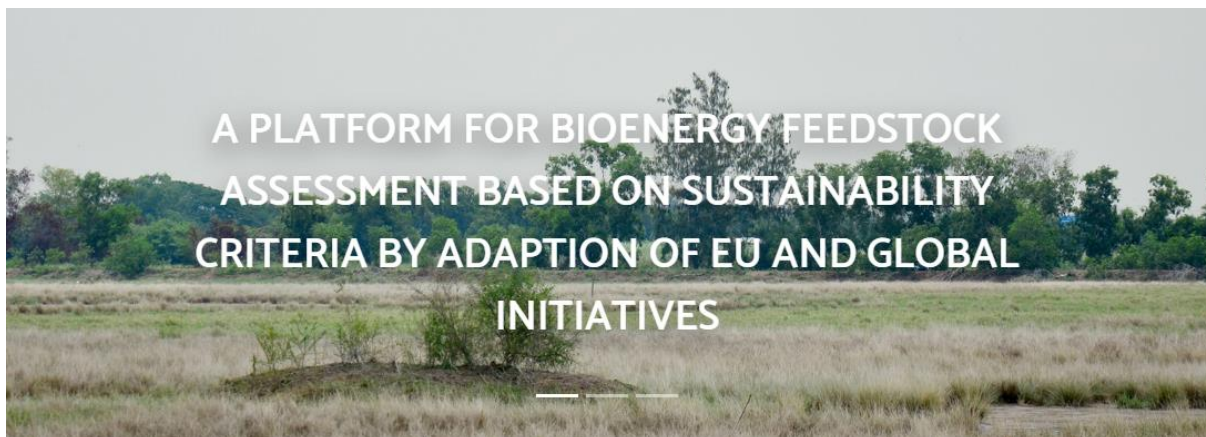 A PLATFORM FOR BIOENERGY FEEDSTOCK
ASSESSMENT BASED ON SUSTAINABILITY
CRITERIA BY ADAPTION OF EU AND GLOBAL
INITIATIVES